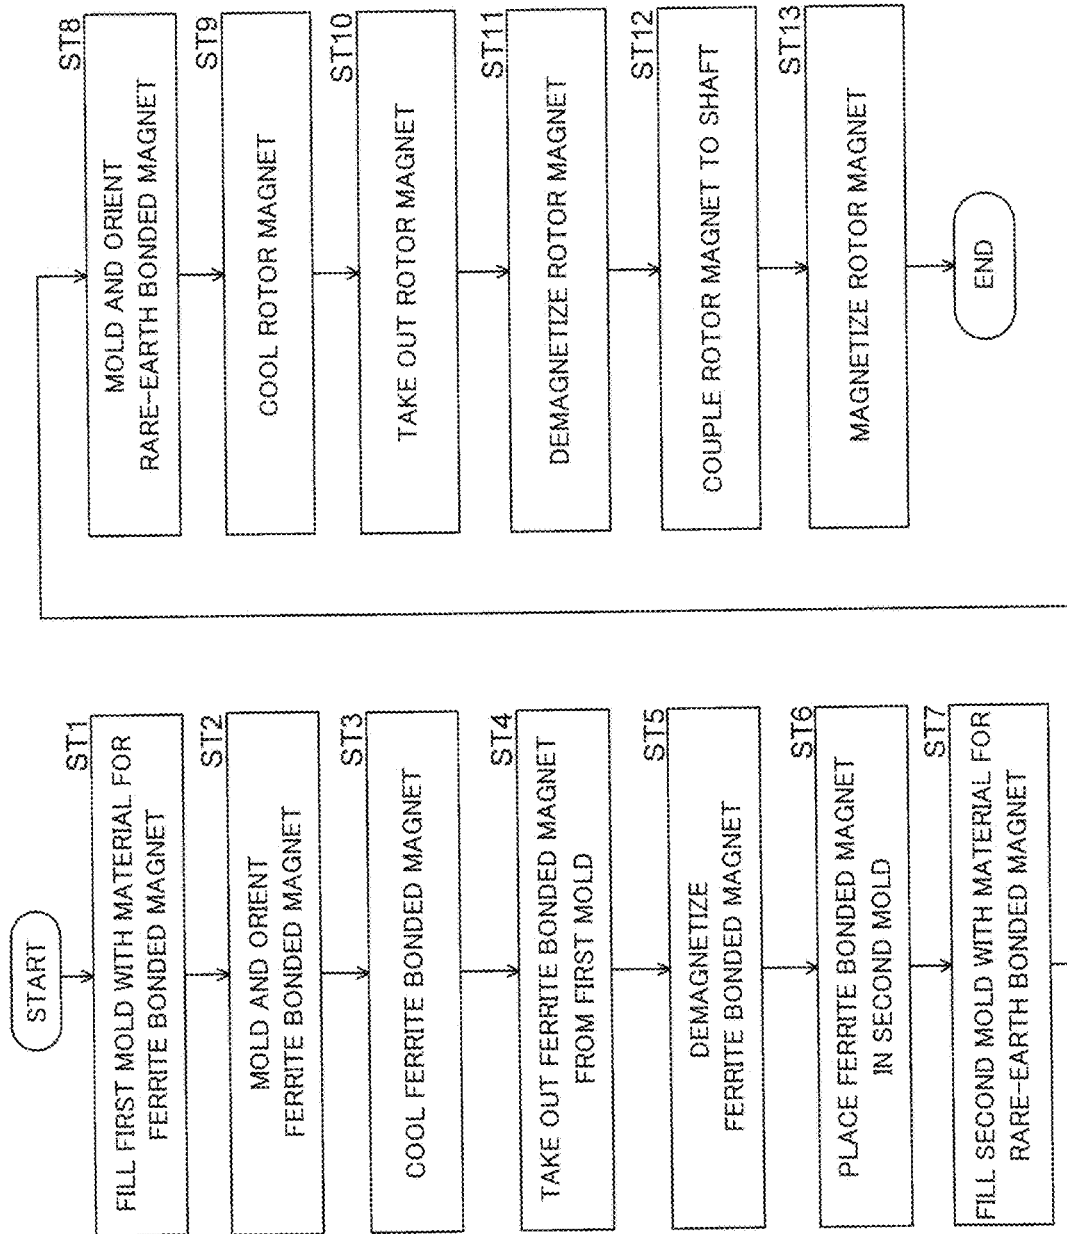 START
ST1
FILL FIRST MOLD WITH MATERIAL FOR
FERRITE BONDED MAGNET
ST2
MOLD AND ORIENT
FERRITE BONDED MAGNET
ST3
COOL FERRITE BONDED MAGNET
ST4
TAKE OUT FERRITE BONDED MAGNET
FROM FIRST MOLD
ST5
DEMAGNETIZE
FERRITE BONDED MAGNET
ST6
PLACE FERRITE BONDED MAGNET
IN SECOND MOLD
ST7
FILL SECOND MOLD WITH MATERIAL FOR
RARE-EARTH BONDED MAGNET
ST8
MOLD AND ORIENT
RARE-EARTH BONDED MAGNET
ST9
COOL ROTOR MAGNET
ST10
TAKE OUT ROTOR MAGNET
ST11
DEMAGNETIZE ROTOR MAGNET
ST12
COUPLE ROTOR MAGNET TO SHAFT
ST13
MAGNETIZE ROTOR MAGNET
END